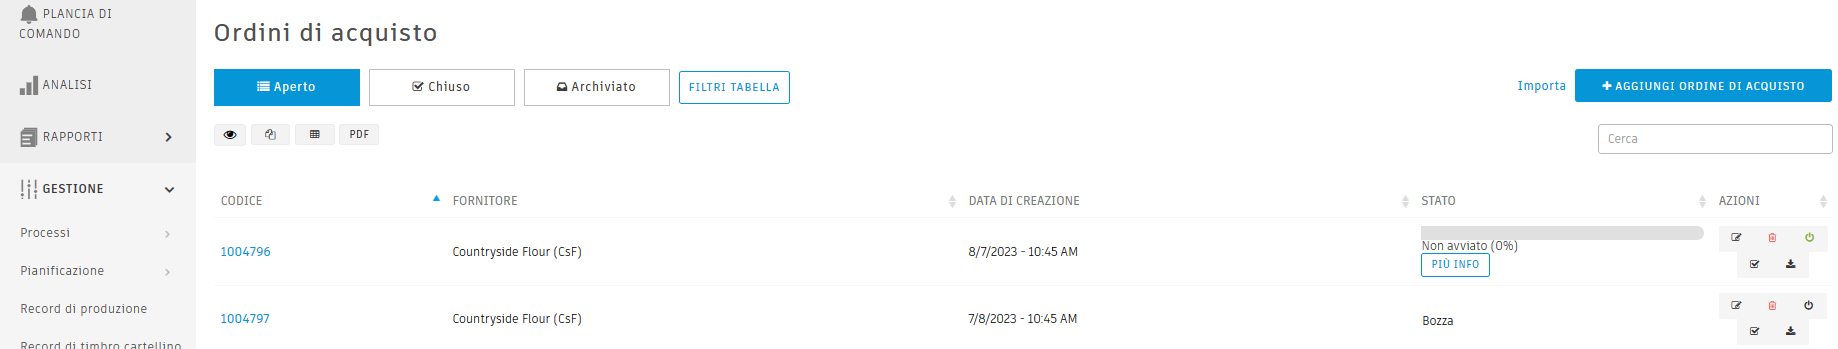 PLANCIA DI
COMANDO
ANALISI
RAPPORTI
GESTIONE
Processi
Pianificazione
Record di produzione
Record di timbro cartellino
Ordini di acquisto
Aperto
Chiuso
Archiviato
FILTRI TABELLA
Importa
AGGIUNGI ORDINE DI ACQUISTO
PDF
Cerca
CODICE FORNITORE DATA DI CREAZIONE STATO AZIONI
1004796 Countryside Flour (CsF) 8/7/2023 - 10:45 AM Non avviato (0%)
PIÙ INFO
1004797 Countryside Flour (CsF) 7/8/2023 - 10:45 AM Bozza